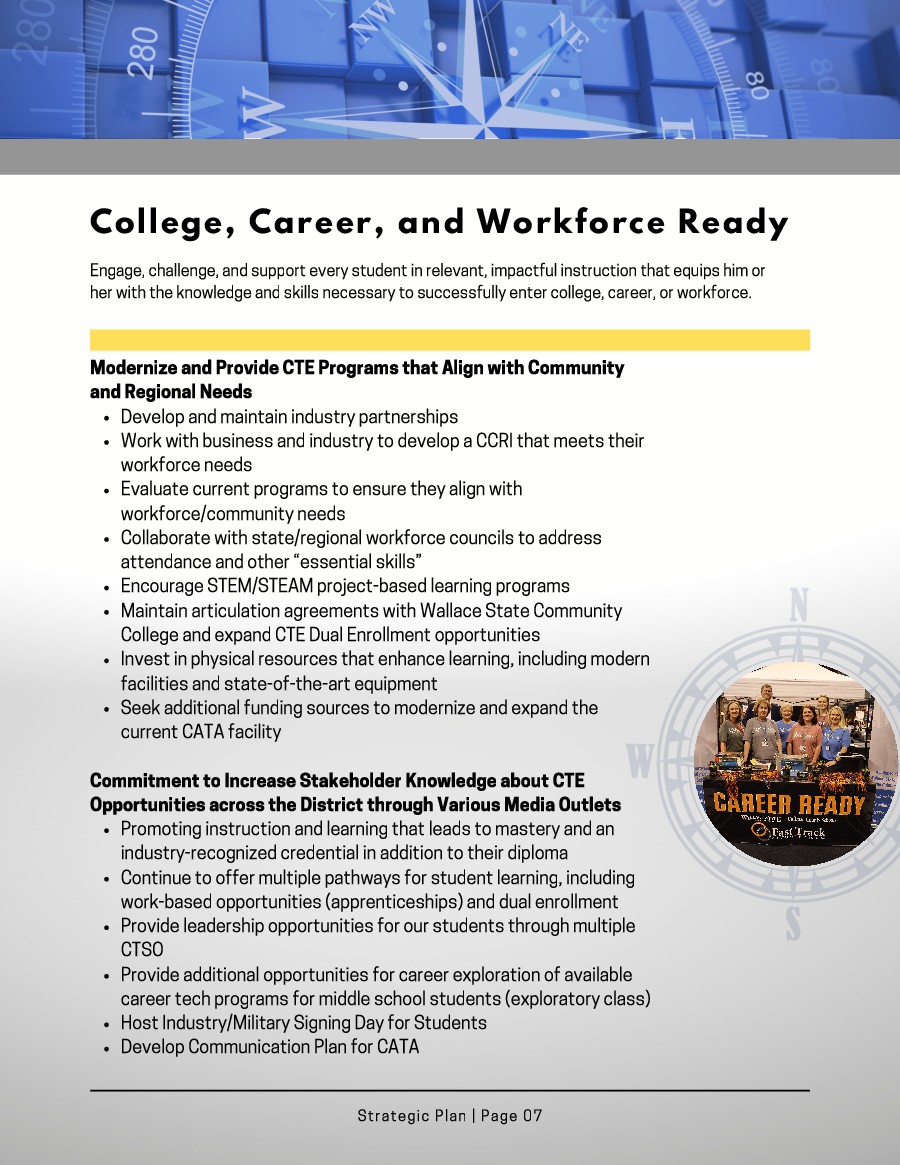 280
NW
NE
NE
80
80
280
W
W
E
College, Career, and Workforce Ready
Engage, challenge, and support every student in relevant, impactful instruction that equips him or
her with the knowledge and skills necessary to successfully enter college, career, or workforce.
Modernize and Provide CTE Programs that Align with Community
and Regional Needs
• Develop and maintain industry partnerships
• Work with business and industry to develop a CCRI that meets their
workforce needs
• Evaluate current programs to ensure they align with
workforce/community needs
• Collaborate with state/regional workforce councils to address
attendance and other “essential skills”
• Encourage STEM/STEAM project-based learning programs
• Maintain articulation agreements with Wallace State Community
College and expand CTE Dual Enrollment opportunities
• Invest in physical resources that enhance learning, including modern
facilities and state-of-the-art equipment
• Seek additional funding sources to modernize and expand the
current CATA facility
N
W
S
CAREER READY
Fast Track
Commitment to Increase Stakeholder Knowledge about CTE
Opportunities across the District through Various Media Outlets
• Promoting instruction and learning that leads to mastery and an
industry-recognized credential in addition to their diploma
• Continue to offer multiple pathways for student learning, including
work-based opportunities (apprenticeships) and dual enrollment
• Provide leadership opportunities for our students through multiple
CTSO
• Provide additional opportunities for career exploration of available
career tech programs for middle school students (exploratory class)
• Host Industry/Military Signing Day for Students
• Develop Communication Plan for CATA
Strategic Plan | Page 07